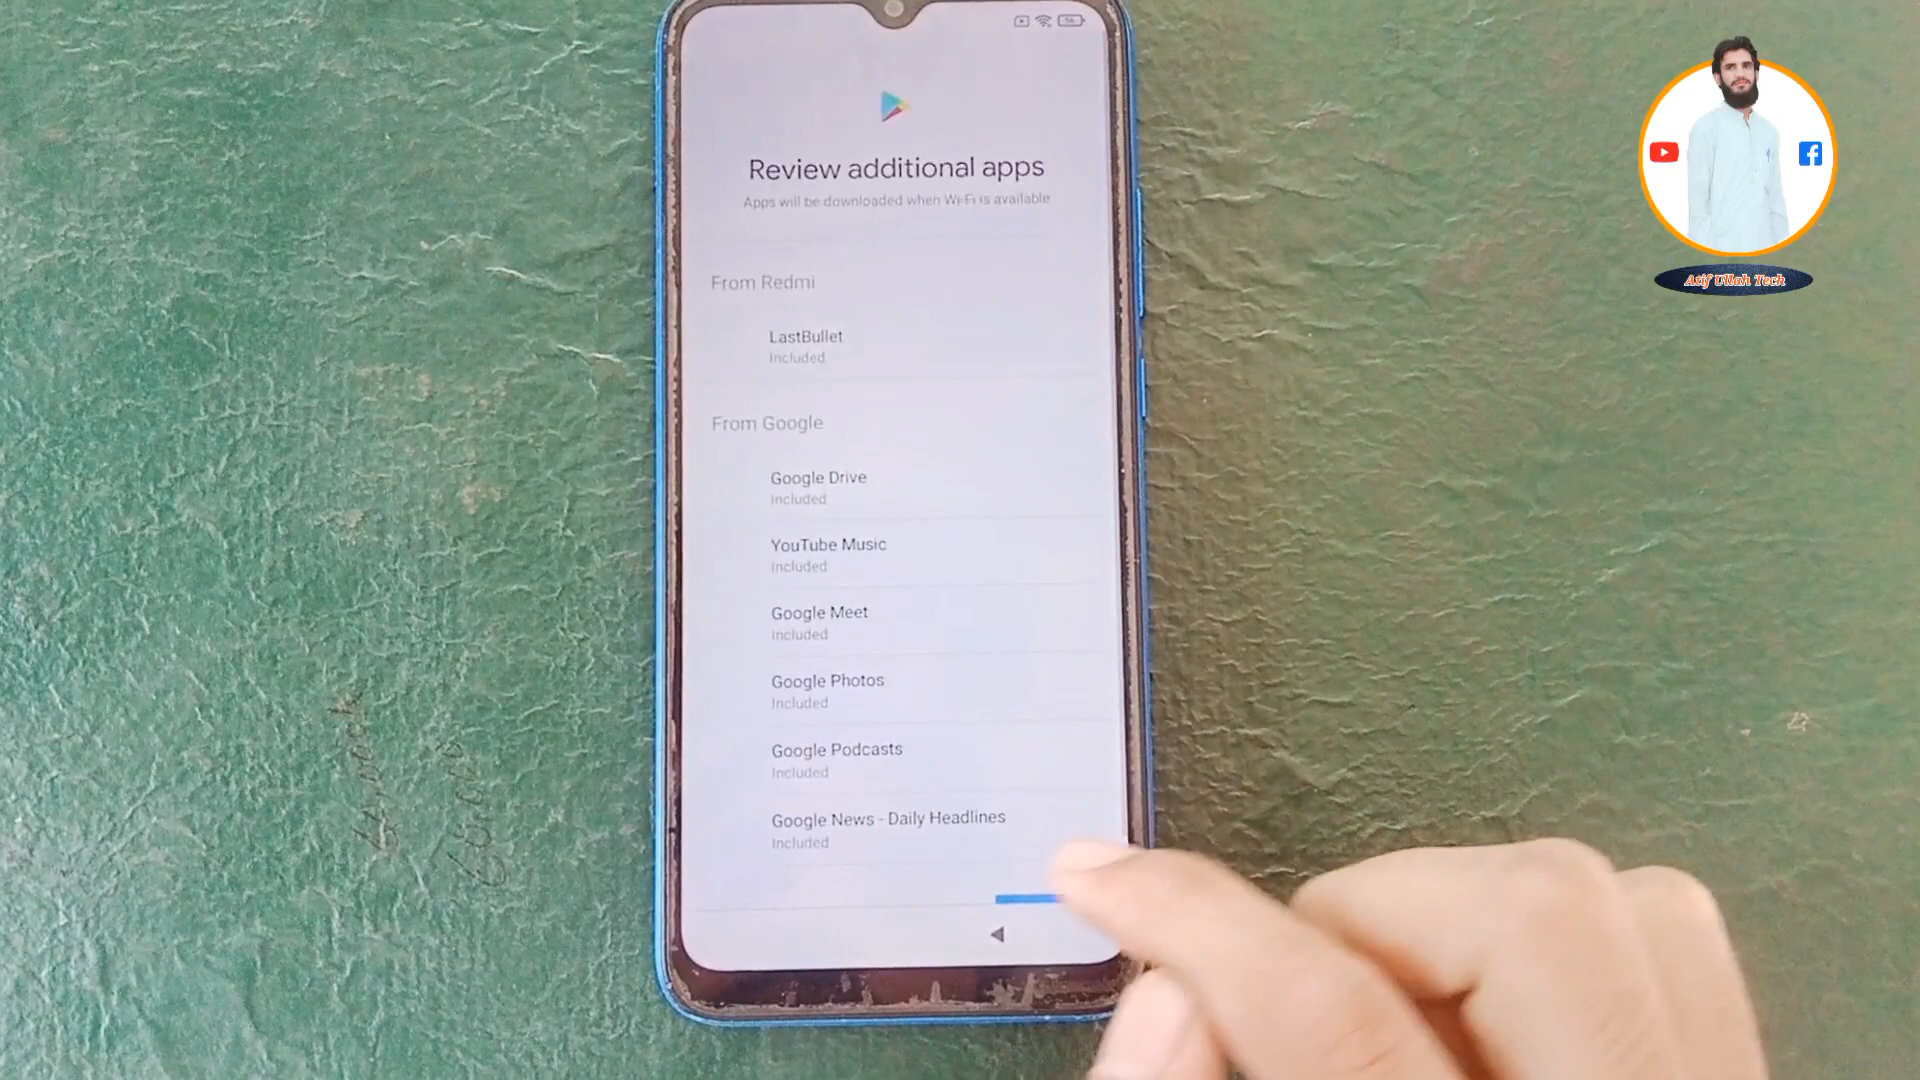 56
Review additional apps
Apps will be downloaded when Wi-Fi is available
From Redmi
LastBullet
Included
From Google
Google Drive
Included
YouTube Music
Included
Google Meet
Included
Google Photos
Included
Google Podcasts
Included
Google News - Daily Headlines
Included
Atif Ullah Tech